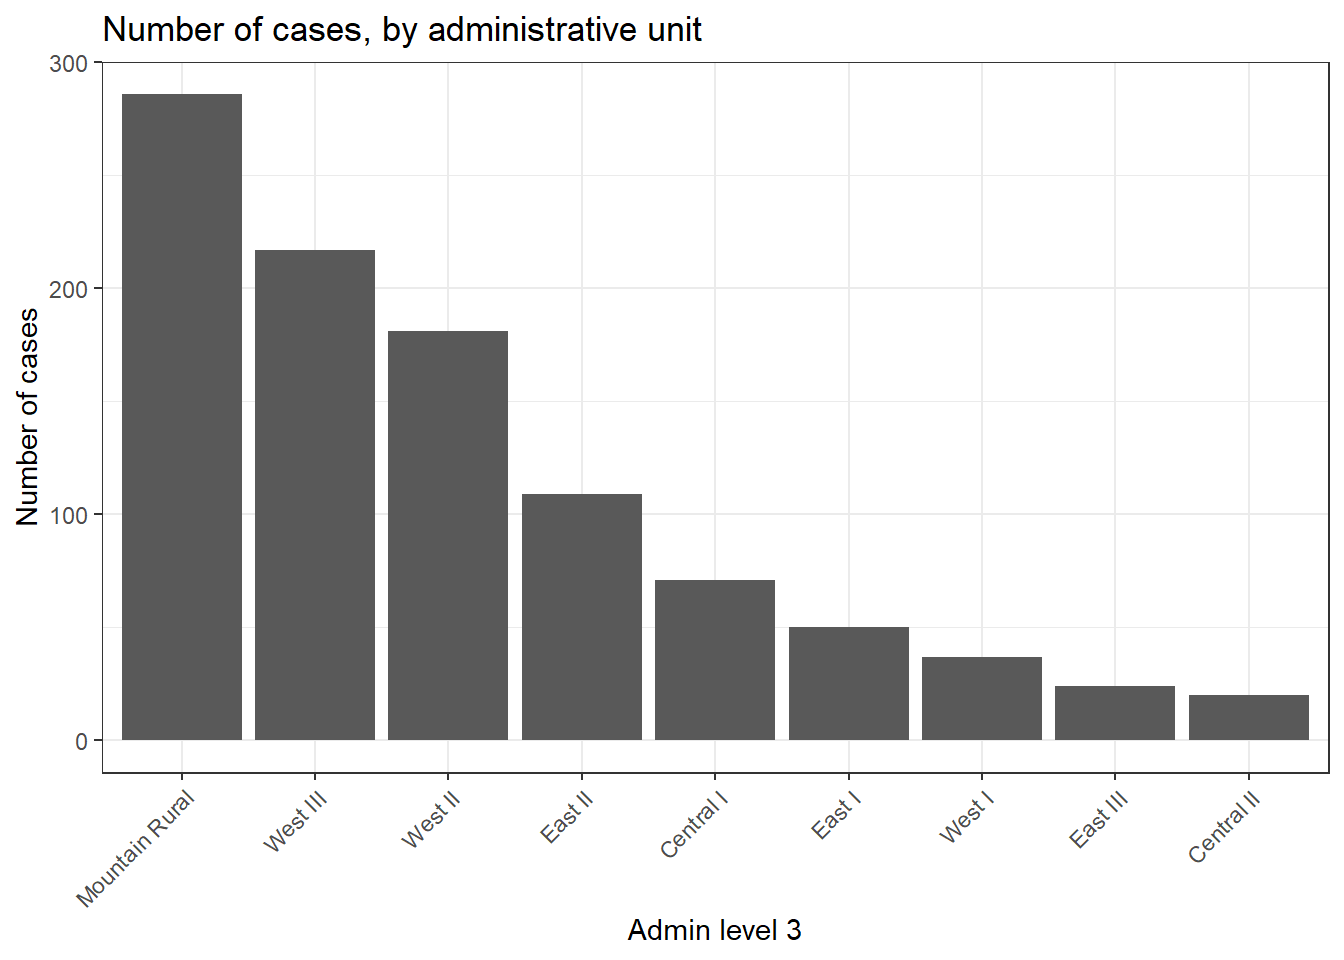 Number of cases, by administrative unit
Number of cases
300
200
100
0
Mountain Rural
West III
West II
East II
Central I
East I
West I
East III
Central II
Admin level 3